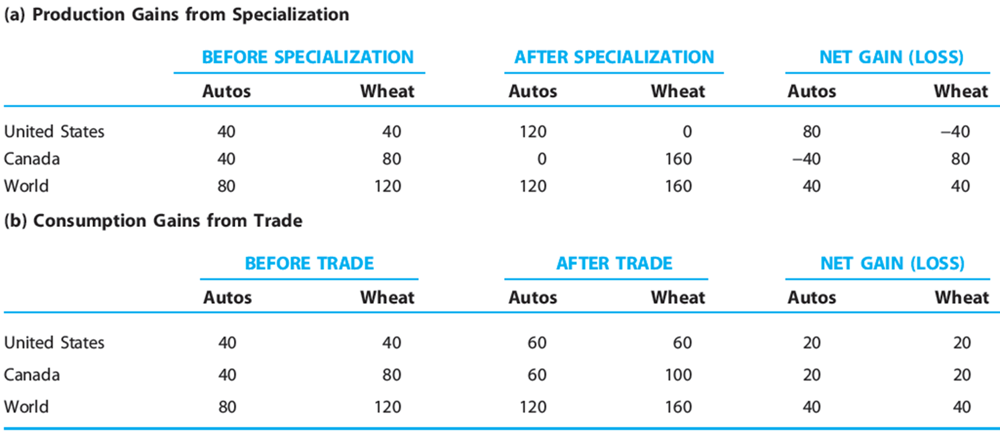 (a) Production Gains from Specialization
BEFORE SPECIALIZATION AFTER SPECIALIZATION NET GAIN (LOSS)
Autos Wheat Autos Wheat Autos Wheat
United States 40 40 120 0 80 –40
Canada 40 80 0 160 –40 80
World 80 120 120 160 40 40
(b) Consumption Gains from Trade
BEFORE TRADE AFTER TRADE NET GAIN (LOSS)
Autos Wheat Autos Wheat Autos Wheat
United States 40 40 60 60 20 20
Canada 40 80 60 100 20 20
World 80 120 120 160 40 40